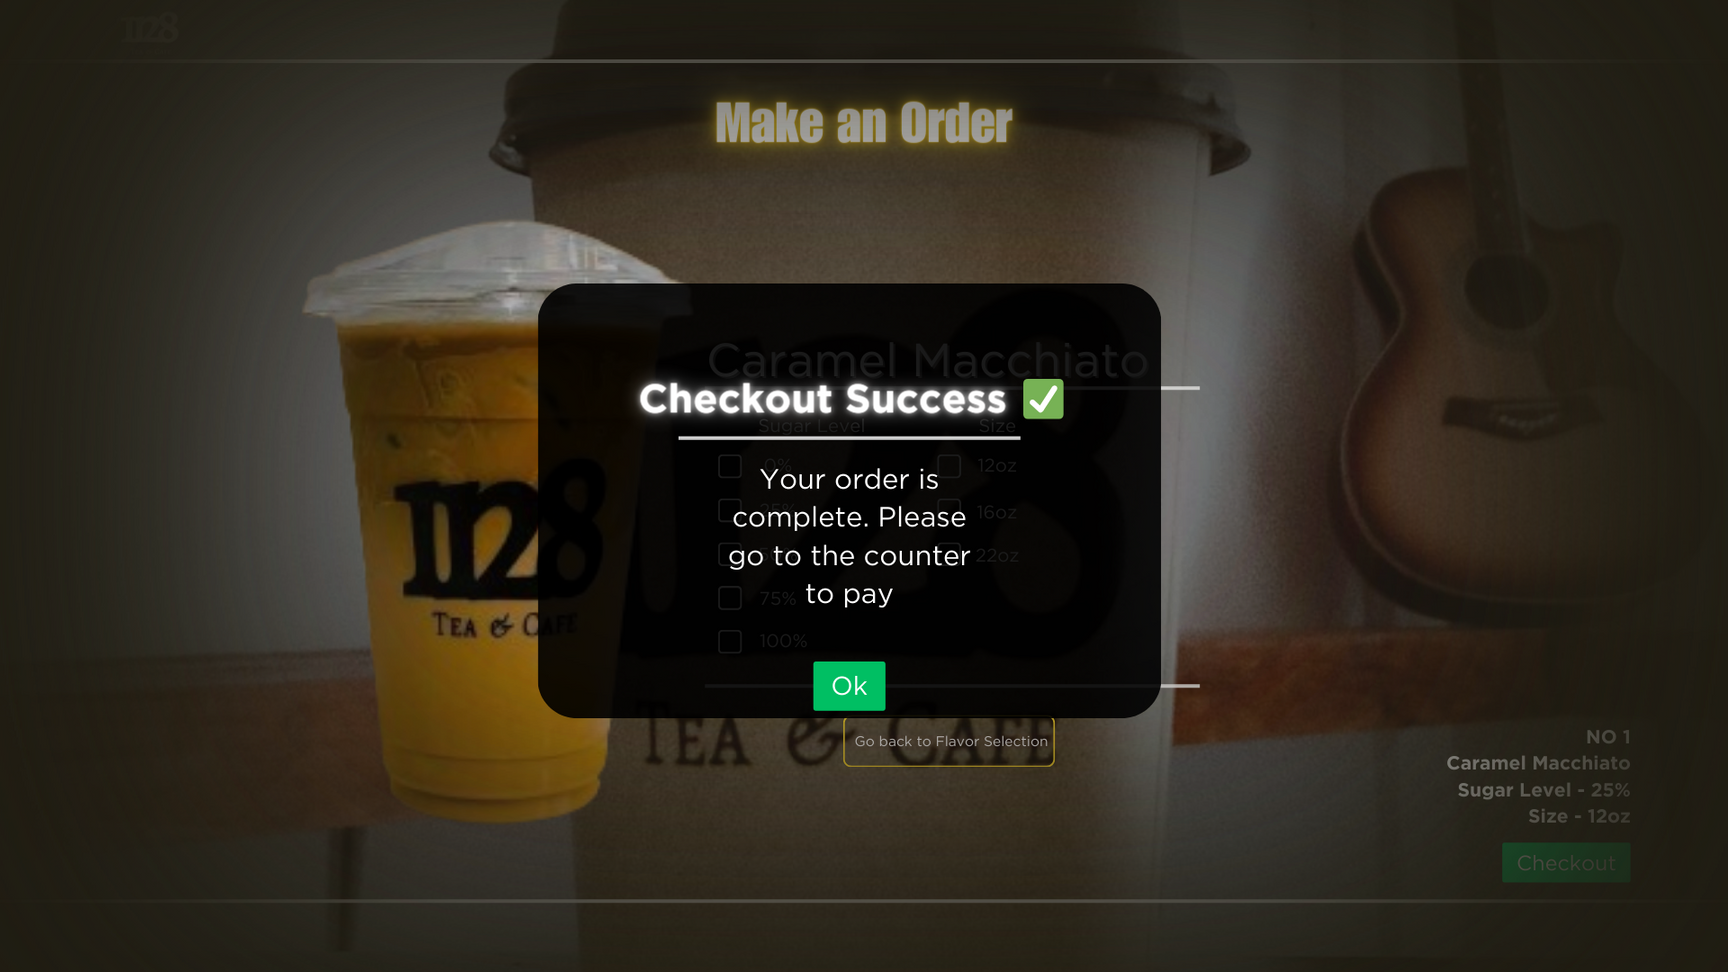 1128
Make an Order
Caramel Macchiato
Checkout Success ✅
Sugar Level
Size
0%
12oz
Your order is
25%
16oz
complete. Please
22oz
go to the counter
75%
to pay
100%
Ok
1128
TEA & CAFE
TEA & CAFE
Go back to Flavor Selection
NO 1
Caramel Macchiato
Sugar Level - 25%
Size - 12oz
Checkout